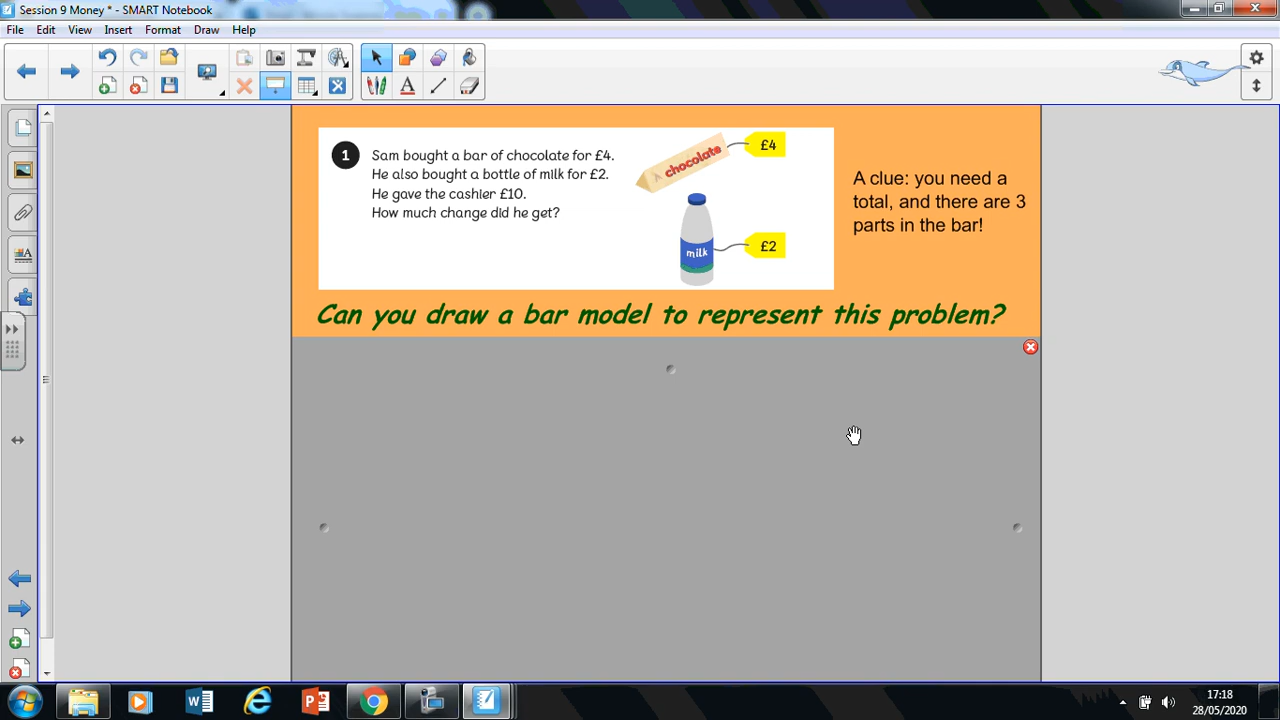 Session 9 Money * - SMART Notebook
File Edit View Insert Format Draw Help
1
Sam bought a bar of chocolate for £4.
He also bought a bottle of milk for £2.
He gave the cashier £10.
How much change did he get?
A chocolate
£4
milk
£2
A clue: you need a
total, and there are 3
parts in the bar!
Can you draw a bar model to represent this problem?
17:18
28/05/2020